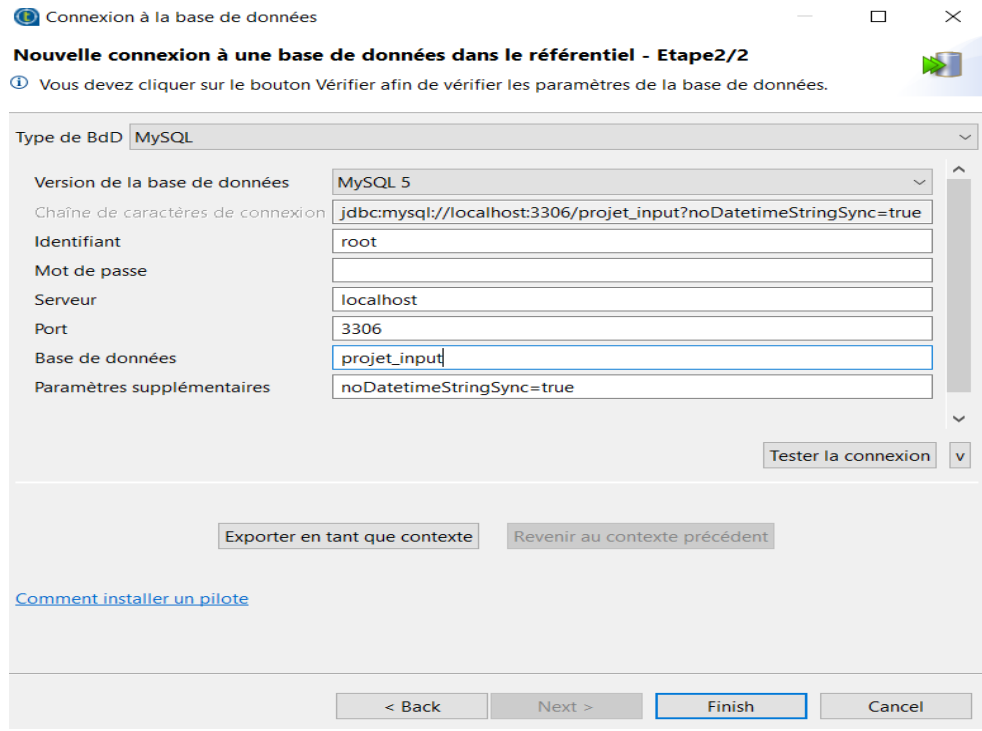 Connexion à la base de données
Nouvelle connexion à une base de données dans le référentiel - Etape2/2
Vous devez cliquer sur le bouton Vérifier afin de vérifier les paramètres de la base de données.
Type de BdD MySQL
Version de la base de données MySQL 5
Chaîne de caractères de connexion jdbc:mysql://localhost:3306/projet_input?noDatetimeStringSync=true
Identifiant root
Mot de passe
Serveur localhost
Port 3306
Base de données projet_input
Paramètres supplémentaires noDatetimeStringSync=true
Tester la connexion v
Exporter en tant que contexte Revenir au contexte précédent
Comment installer un pilote
< Back Next > Finish Cancel